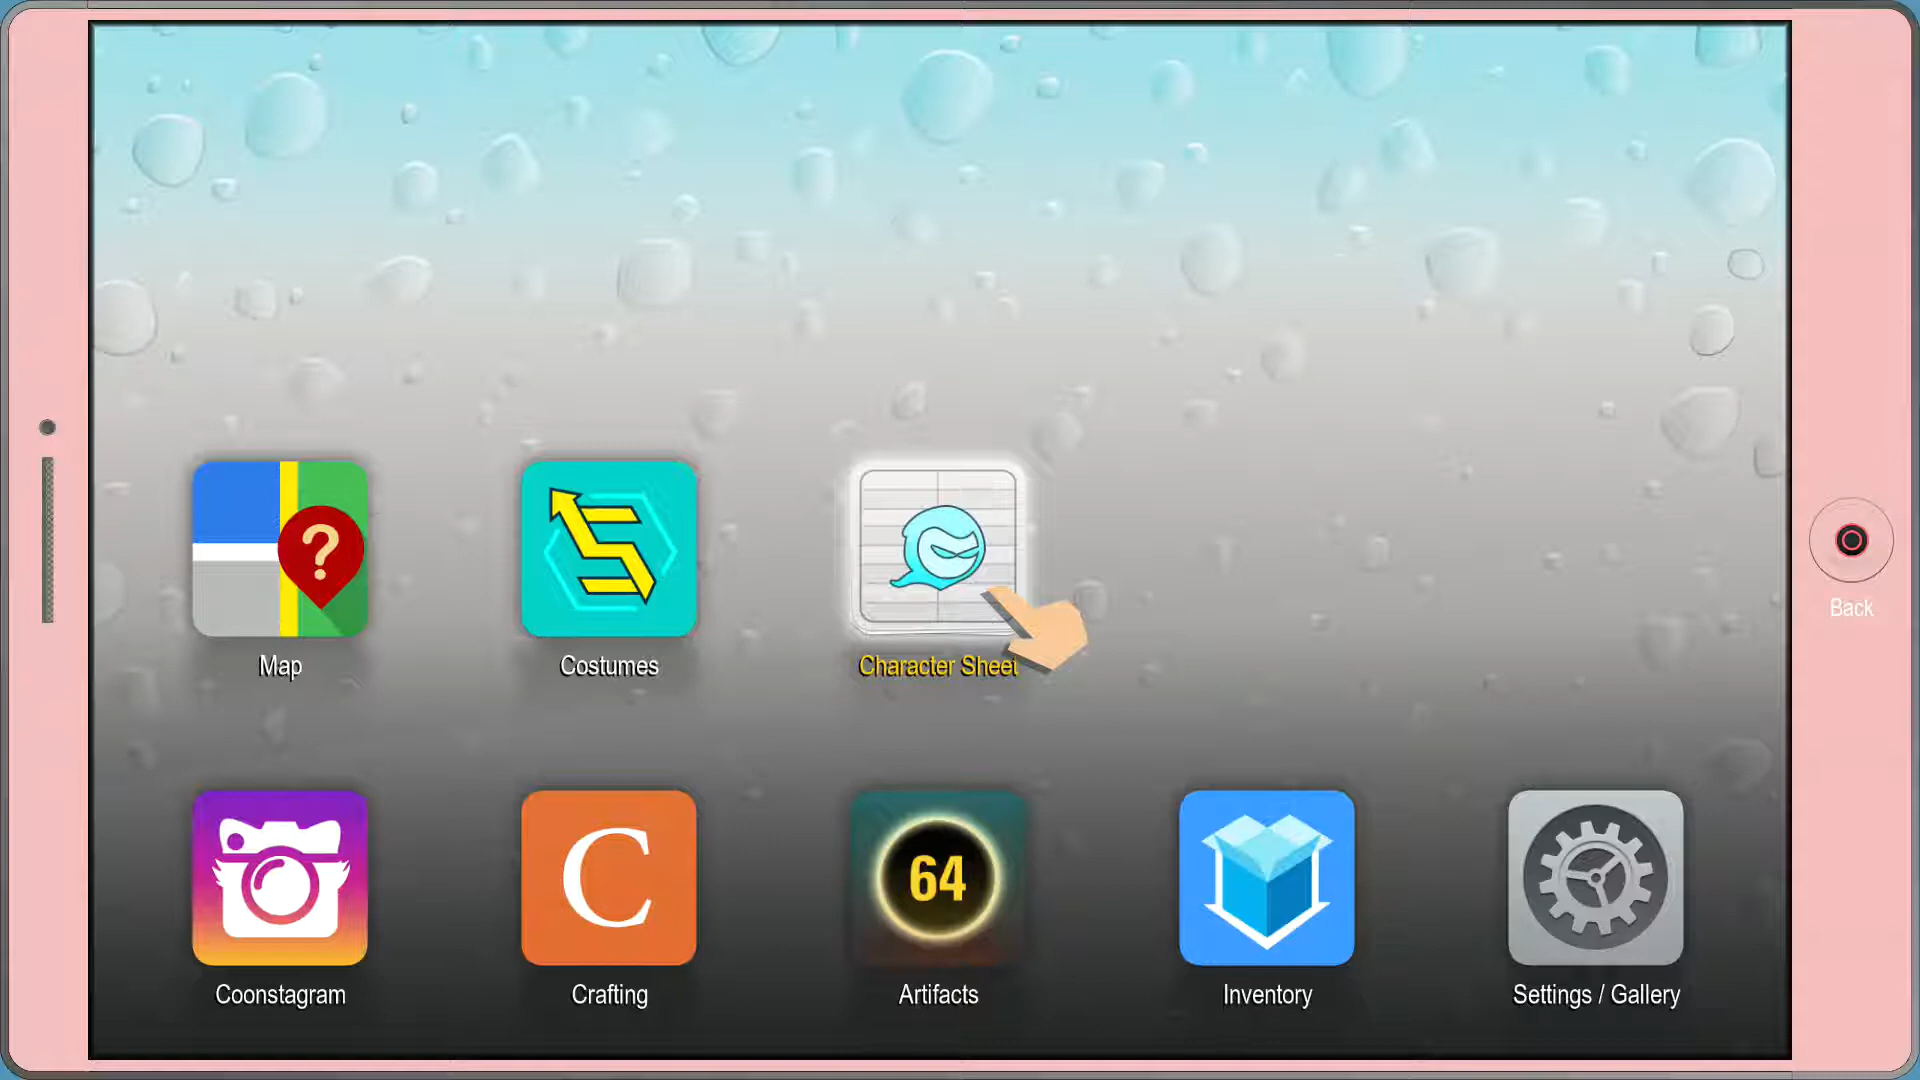 ?
Map
Costumes
Character Sheet
Back
Coonstagram
C
Crafting
64
Artifacts
Inventory
Settings / Gallery